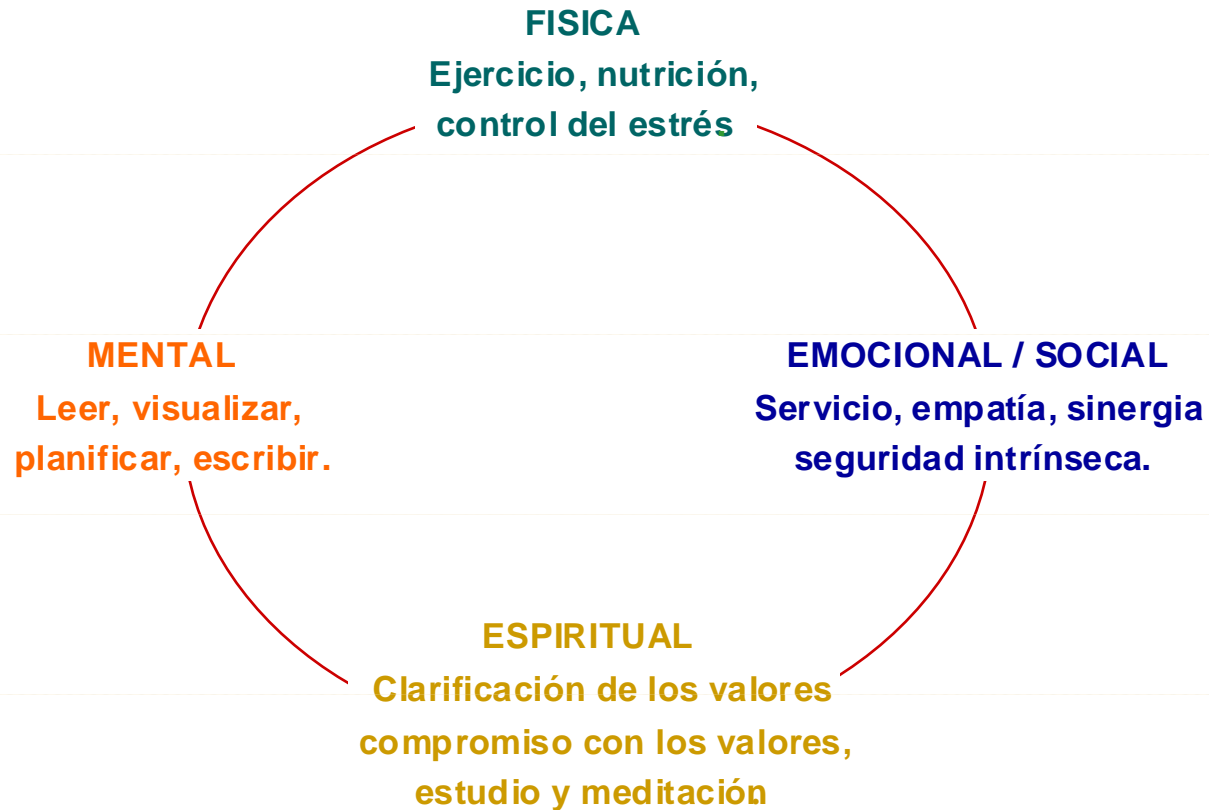 FISICA
Ejercicio, nutrición,
control del estrés
MENTAL
Leer, visualizar,
planificar, escribir.
EMOCIONAL / SOCIAL
Servicio, empatía, sinergia
seguridad intrínseca.
ESPIRITUAL
Clarificación de los valores
compromiso con los valores,
estudio y meditación.